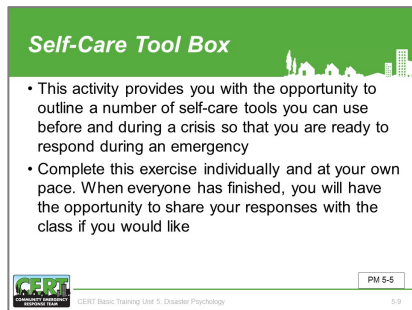 Self-Care Tool Box
• This activity provides you with the opportunity to
outline a number of self-care tools you can use
before and during a crisis so that you are ready to
respond during an emergency
• Complete this exercise individually and at your own
pace. When everyone has finished, you will have
the opportunity to share your responses with the
class if you would like
PM 5-5
CERT
COMMUNITY EMERGENCY
RESPONSE TEAM
CERT Basic Training Unit 5: Disaster Psychology
5-9